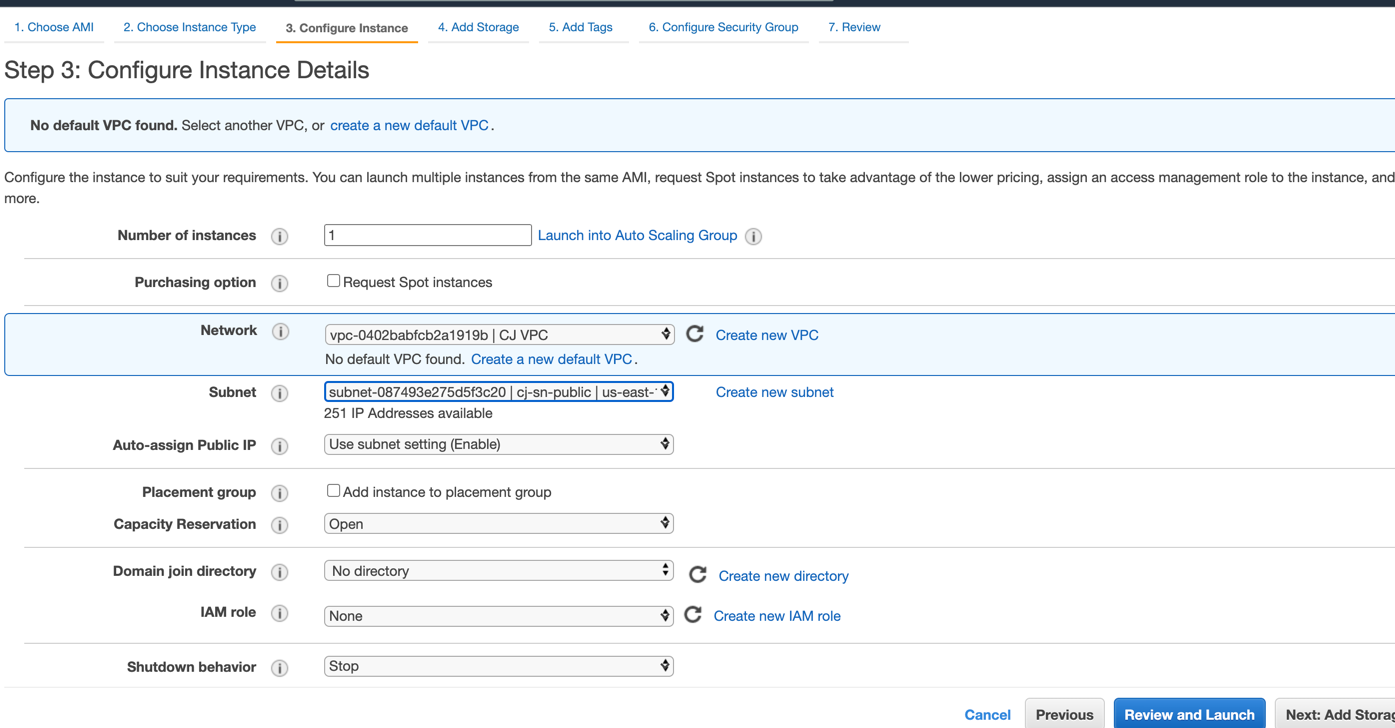 1. Choose AMI 2. Choose Instance Type 3. Configure Instance 4. Add Storage 5. Add Tags 6. Configure Security Group 7. Review
Step 3: Configure Instance Details
No default VPC found. Select another VPC, or create a new default VPC.
Configure the instance to suit your requirements. You can launch multiple instances from the same AMI, request Spot instances to take advantage of the lower pricing, assign an access management role to the instance, and
more.
Number of instances i 1 Launch into Auto Scaling Group i
Purchasing option i Request Spot instances
Network i vpc-0402babfcb2a1919b | CJ VPC Create new VPC
No default VPC found. Create a new default VPC.
Subnet i subnet-087493e275d5f3c20 | cj-sn-public | us-east- Create new subnet
251 IP Addresses available
Auto-assign Public IP i Use subnet setting (Enable)
Placement group i Add instance to placement group
Capacity Reservation i Open
Domain join directory i No directory Create new directory
IAM role i None Create new IAM role
Shutdown behavior i Stop
Cancel Previous Review and Launch Next: Add Storag